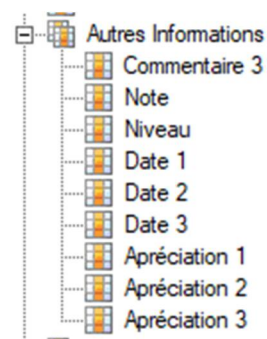 Autres Informations
Commentaire 3
Note
Niveau
Date 1
Date 2
Date 3
Apréciation 1
Apréciation 2
Apréciation 3